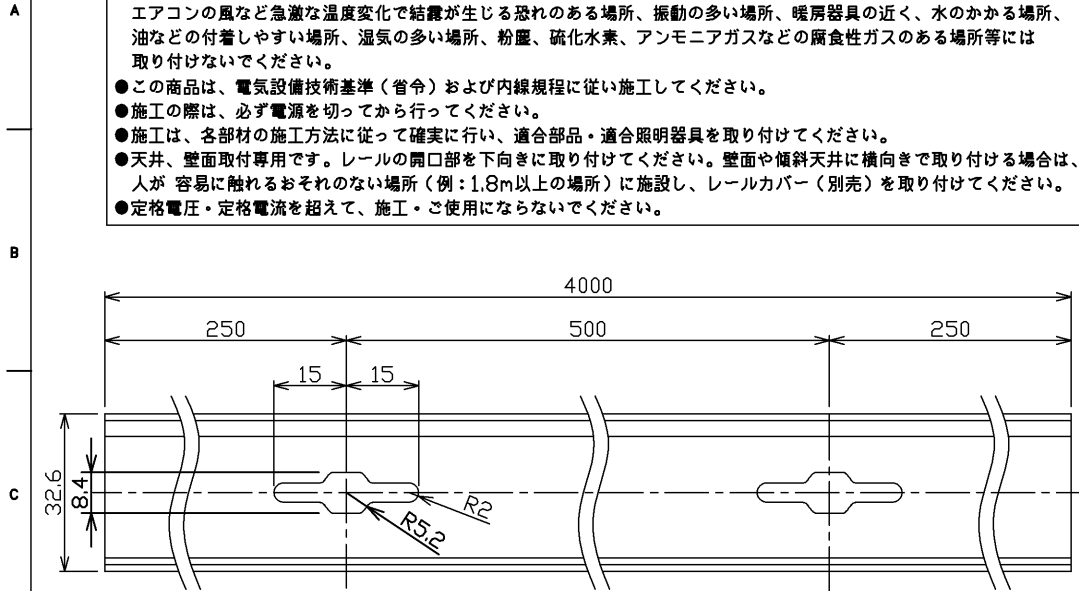 A
エアコンの風など急激な温度変化で結露が生じる恐れのある場所、振動の多い場所、暖房器具の近く、水のかかる場所、
油などの付着しやすい場所、湿気の多い場所、粉塵、硫化水素、アンモニアガスなどの腐食性ガスのある場所等には
取り付けないでください。
●この商品は、電気設備技術基準（省令）および内線規程に従い施工してください。
●施工の際は、必ず電源を切ってから行ってください。
●施工は、各部材の施工方法に従って確実に行い、適合部品・適合照明器具を取り付けてください。
●天井、壁面取付専用です。レールの開口部を下向きに取り付けてください。壁面や傾斜天井に横向きで取り付ける場合は、
人が 容易に触れるおそれのない場所（例：1.8m以上の場所）に施設し、レールカバー（別売）を取り付けてください。
●定格電圧・定格電流を超えて、施工・ご使用にならないでください。
B
4000
250 500 250
15 15
C
32.6
8.4
R2
R5.2